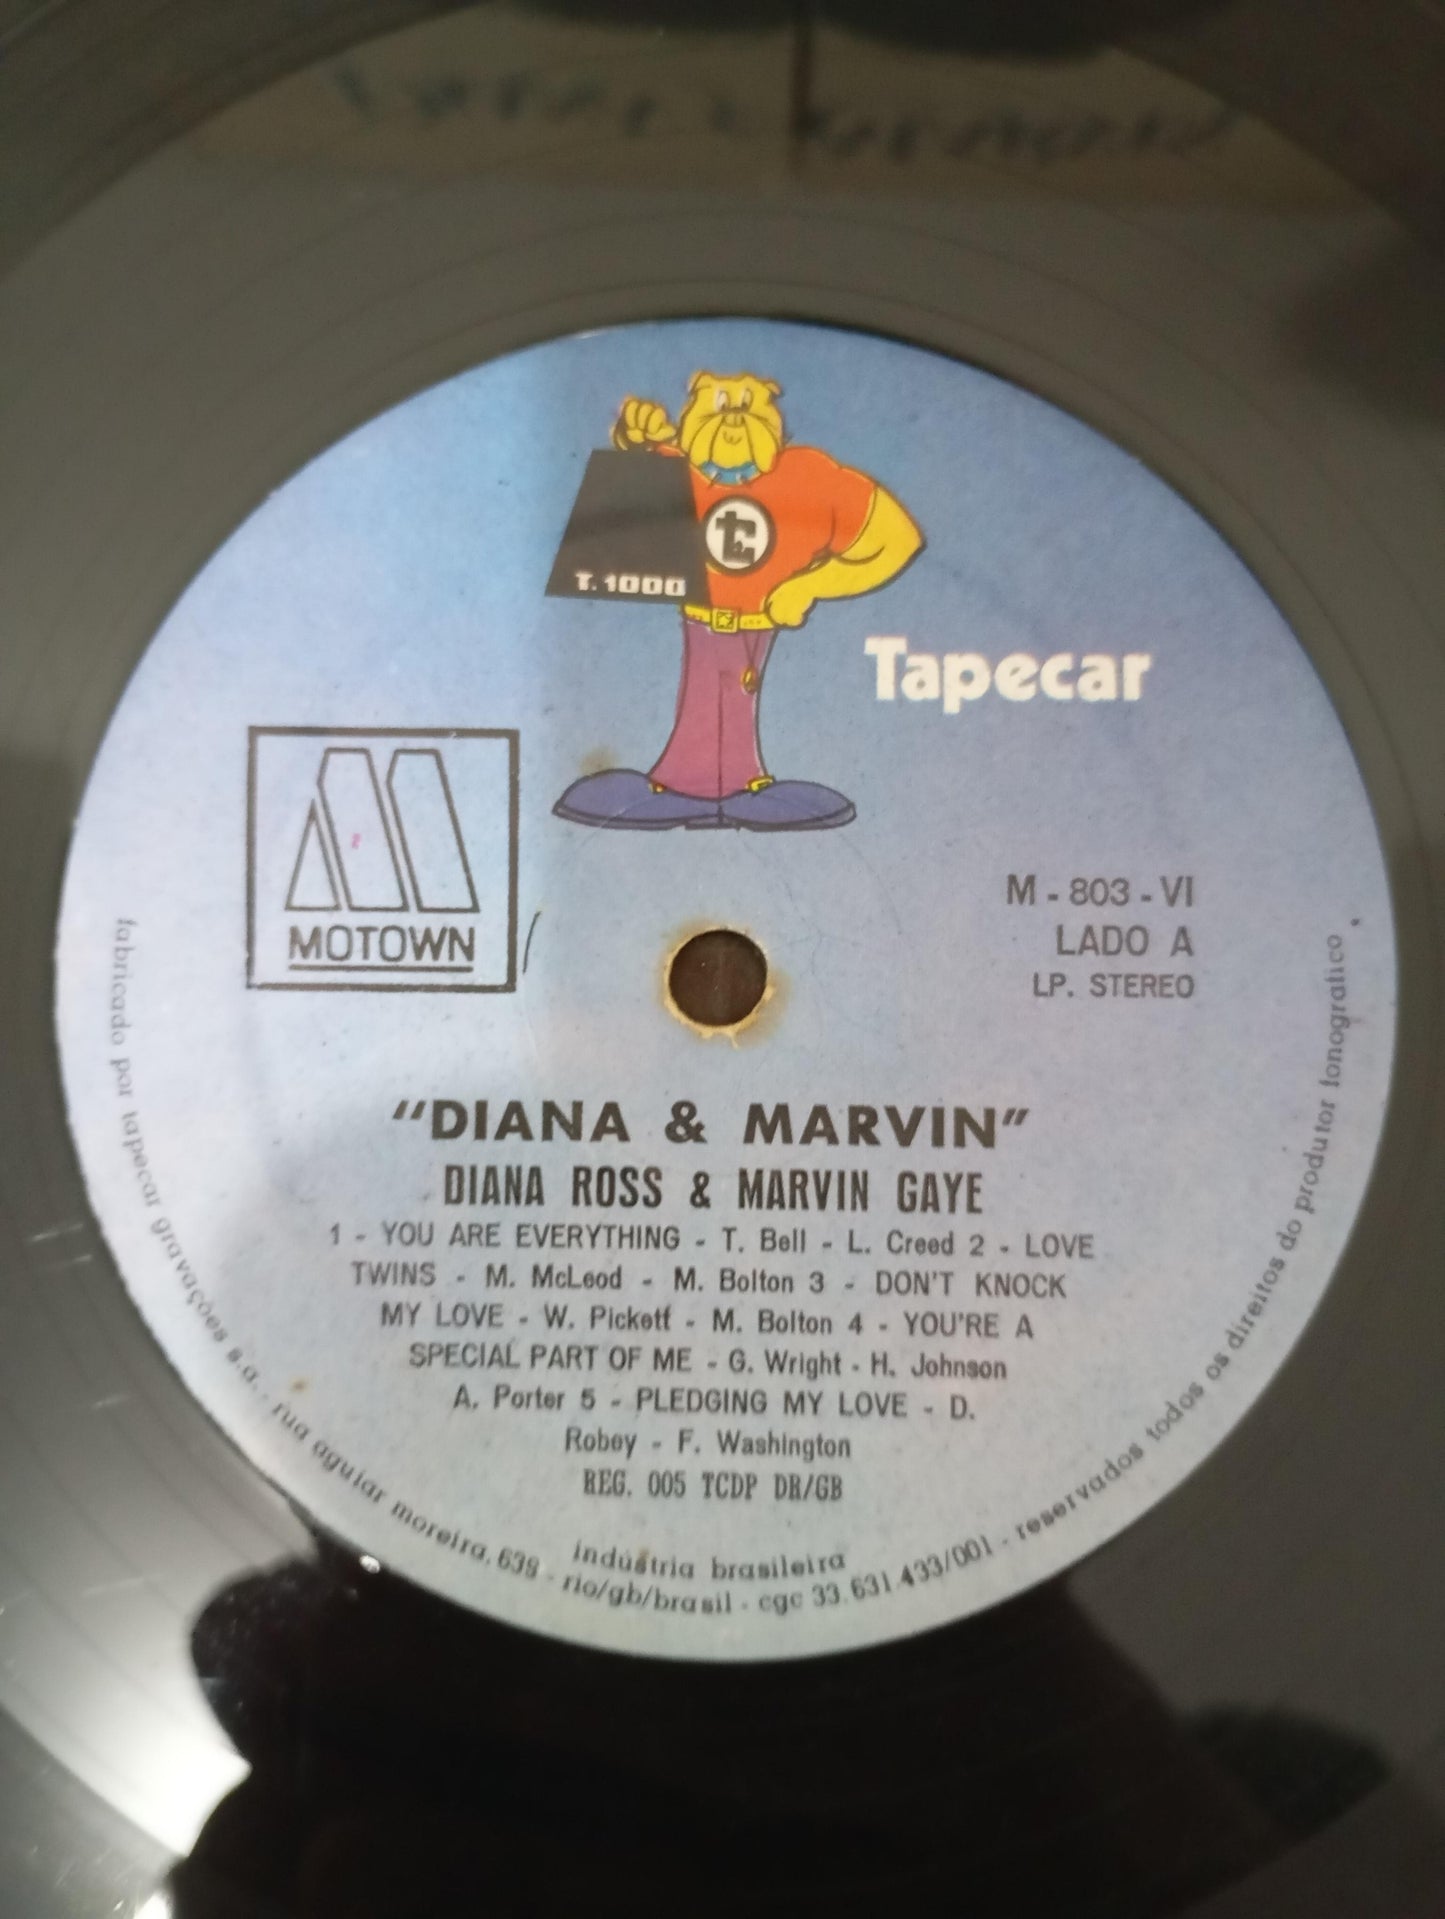 T.1000
tc
Tapecar
MOTOWN
M - 803 - VI
LADO A
LP. STEREO
"DIANA & MARVIN"
DIANA ROSS & MARVIN GAYE
1 - YOU ARE EVERYTHING - T. Bell - L. Creed 2 - LOVE
TWINS - M. McLeod - M. Bolton 3 - DON'T KNOCK
MY LOVE - W. Pickett - M. Bolton 4 - YOU'RE A
SPECIAL PART OF ME - G. Wright - H. Johnson
A. Porter 5 - PLEDGING MY LOVE - D.
Robey - F. Washington
REG. 005 TCDP DR/GB
indústria brasileira
fabricado por tapecar gravações s.a. - rua aguiar moreira, 639 - rio/gb/brasil - cgc 33.631.433/001 - reservados todos os direitos do produtor fonografico.